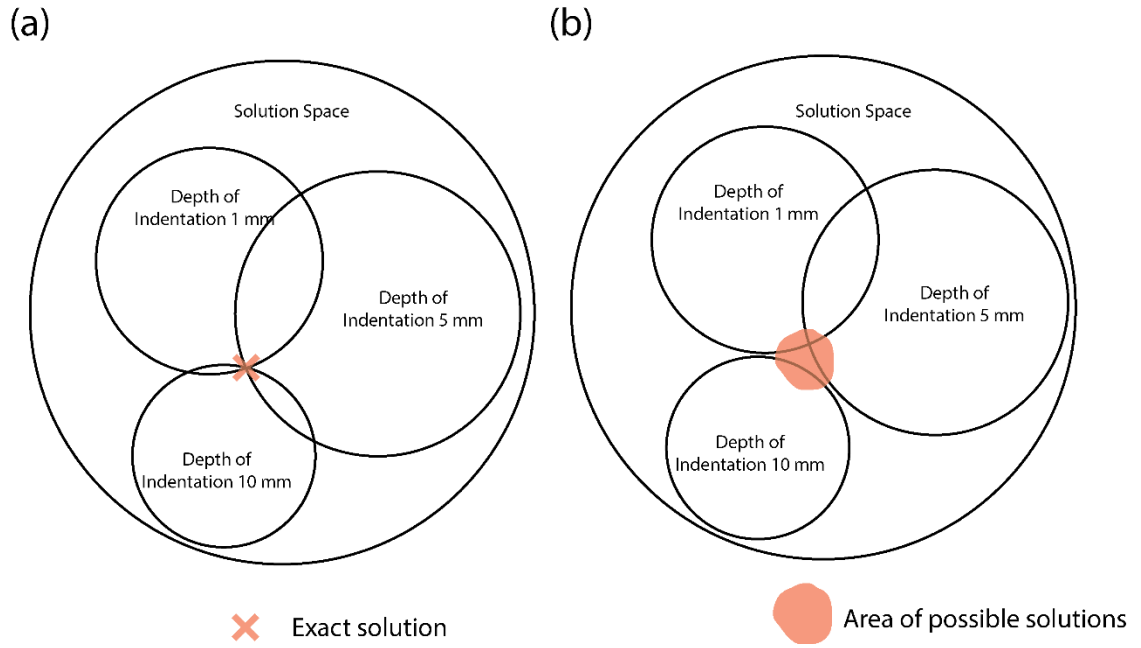 (a)
Solution Space
Depth of
Indentation 1 mm
Depth of
Indentation 5 mm
Depth of
Indentation 10 mm
Exact solution
(b)
Solution Space
Depth of
Indentation 1 mm
Depth of
Indentation 5 mm
Depth of
Indentation 10 mm
Area of possible solutions